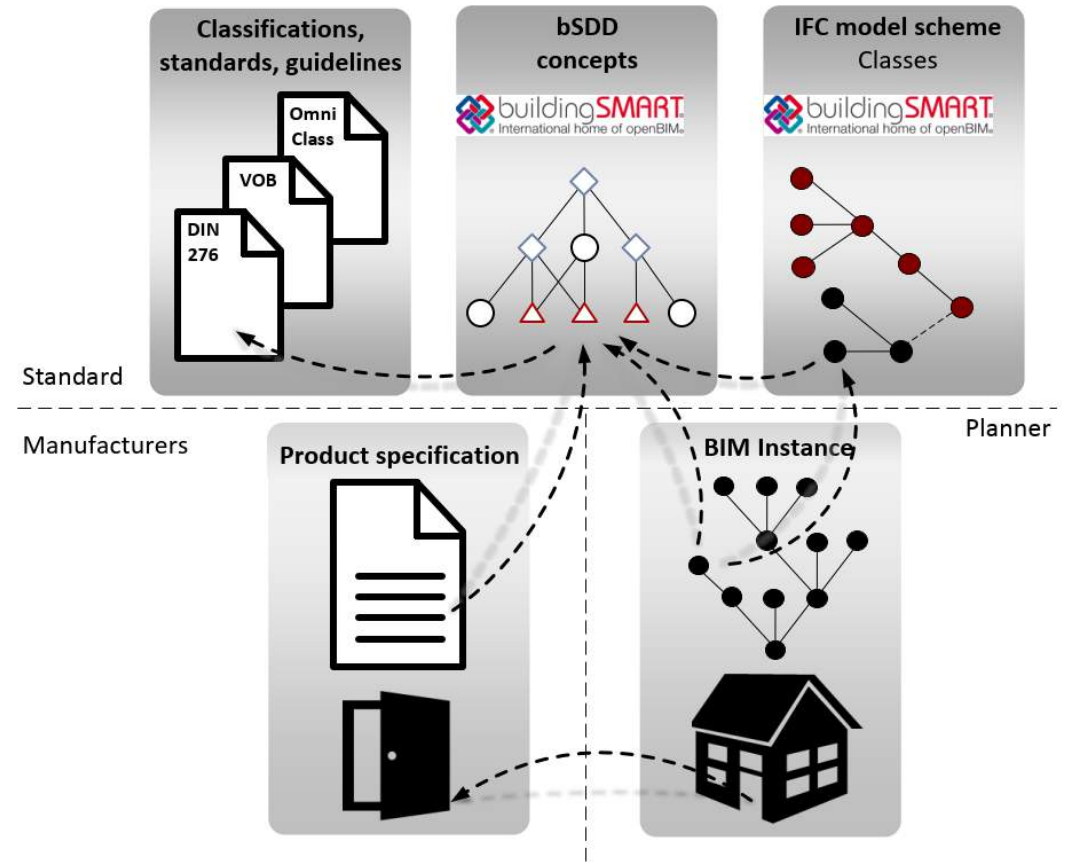 Classifications,
standards, guidelines
Omni
Class
VOB
DIN
276
bSDD
concepts
buildingSMART®
International home of openBIM®
IFC model scheme
Classes
buildingSMART®
International home of openBIM®
Standard
Manufacturers
Planner
Product specification
BIM Instance